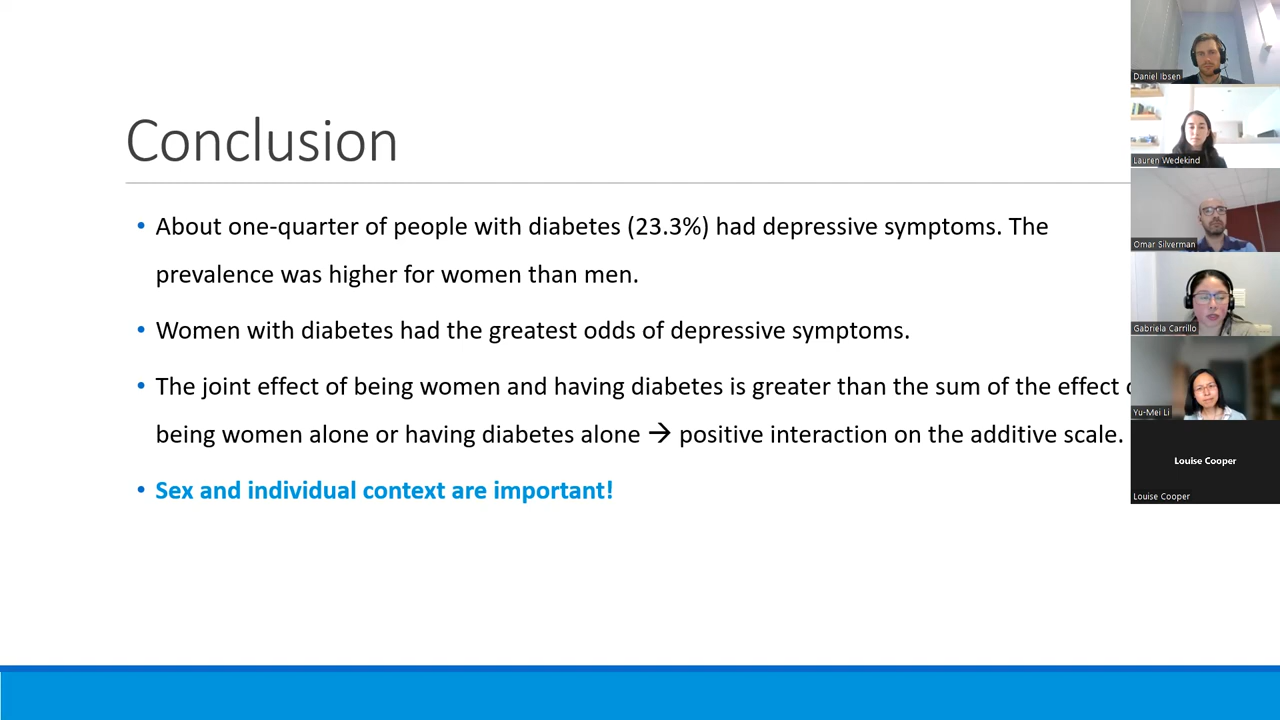 Conclusion
• About one-quarter of people with diabetes (23.3%) had depressive symptoms. The
prevalence was higher for women than men.
• Women with diabetes had the greatest odds of depressive symptoms.
• The joint effect of being women and having diabetes is greater than the sum of the effect
being women alone or having diabetes alone → positive interaction on the additive scale.
• Sex and individual context are important!
Daniel Ibsen
Lauren Wedekind
Omar Silverman
Gabriela Carrillo
Yu-Mei Li
Louise Cooper
Louise Cooper